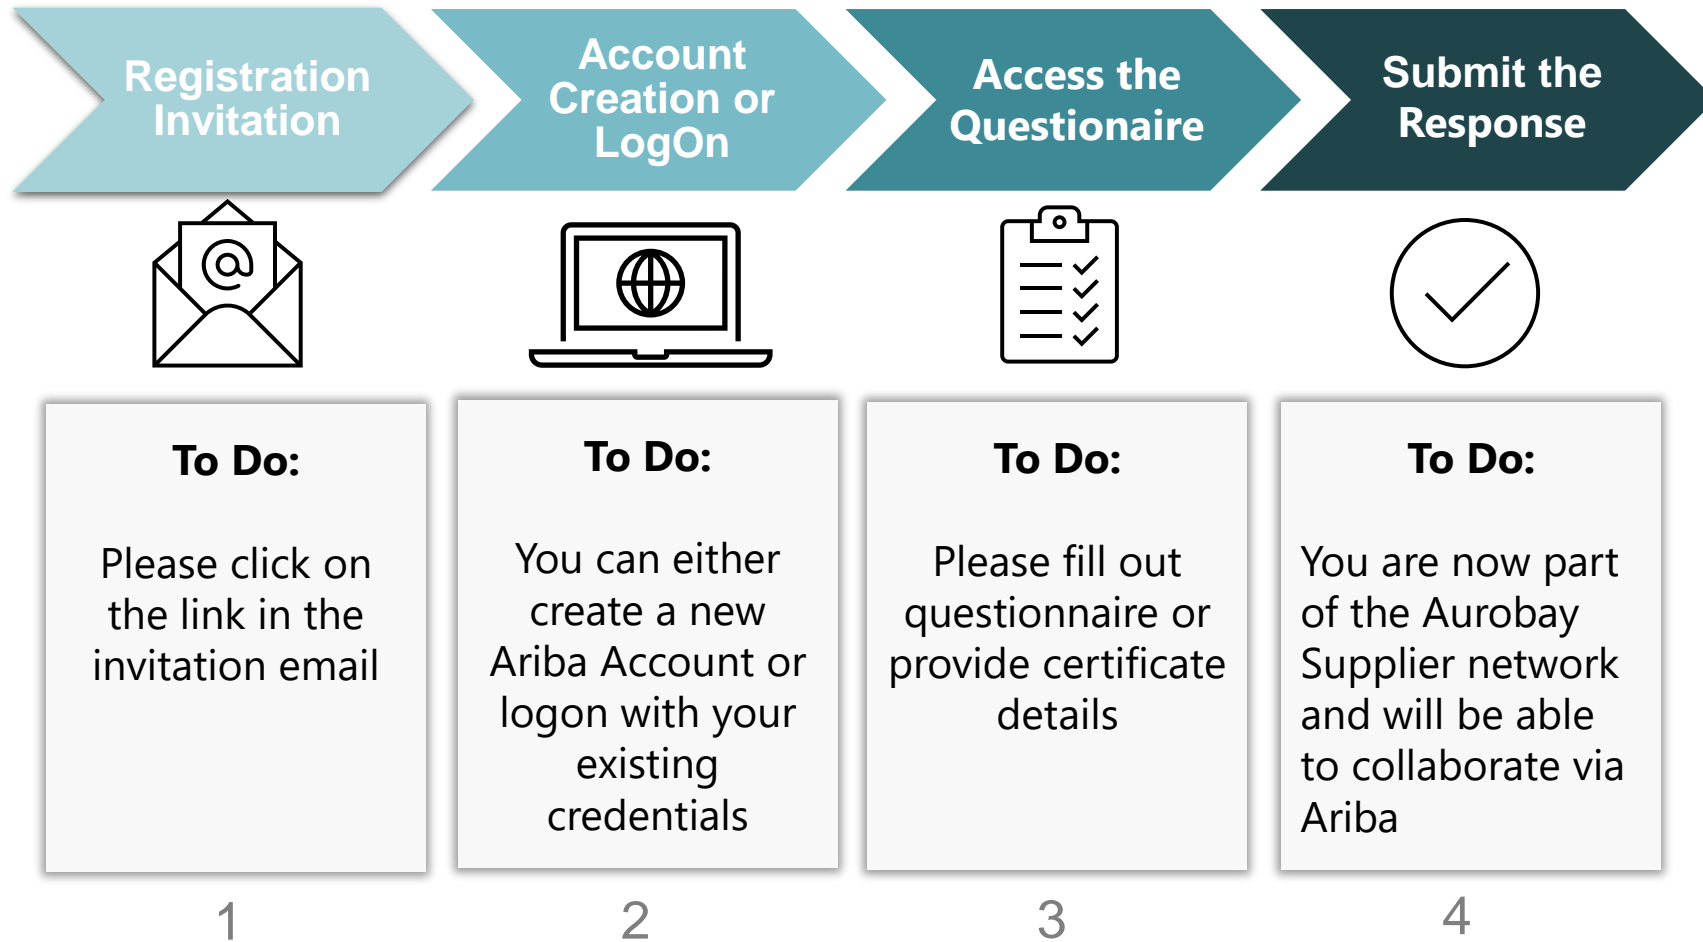 Registration
Invitation
Account
Creation or
LogOn
Access the
Questionaire
Submit the
Response
@
To Do:
Please click on
the link in the
invitation email
To Do:
You can either
create a new
Ariba Account or
logon with your
existing
credentials
To Do:
Please fill out
questionnaire or
provide certificate
details
To Do:
You are now part
of the Aurobay
Supplier network
and will be able
to collaborate via
Ariba
1
2
3
4